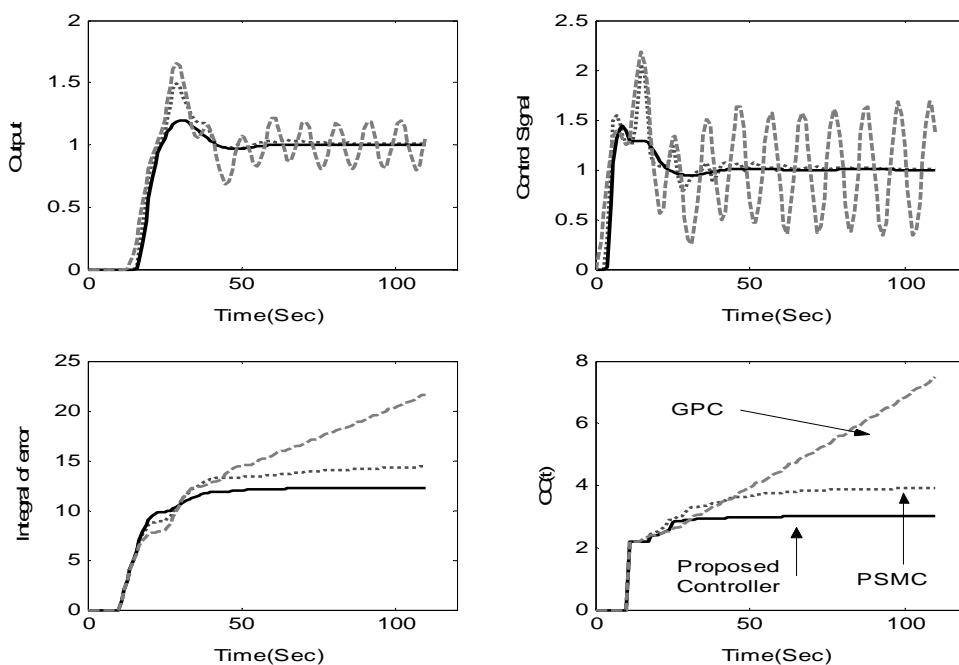 2
1.5
1
0.5
0
Output
0
50
100
Time(Sec)
2.5
2
1.5
1
0.5
0
Control Signal
0
50
100
Time(Sec)
25
20
15
10
5
0
Integral of error
0
50
100
Time(Sec)
8
6
4
2
0
OC(t)
GPC
Proposed
Controller
PSMC
0
50
100
Time(Sec)